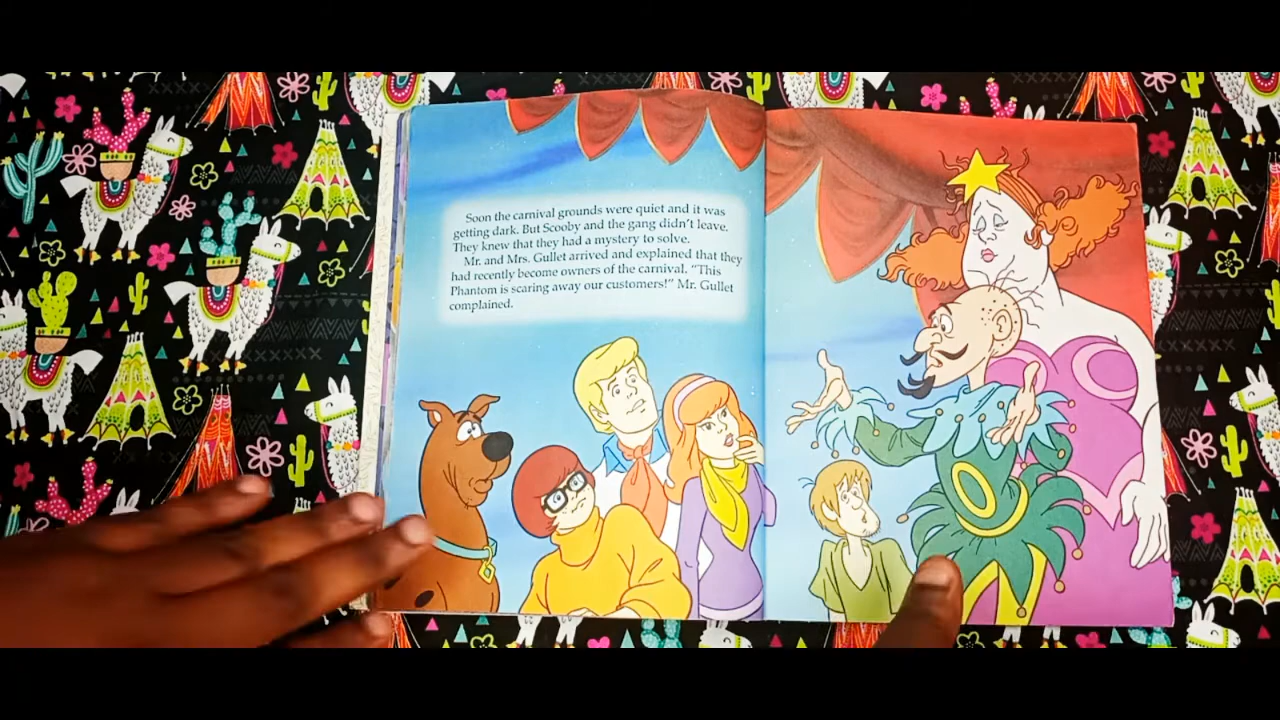 Soon the carnival grounds were quiet and it was
getting dark. But Scooby and the gang didn't leave.
They knew that they had a mystery to solve.
Mr. and Mrs. Gullet arrived and explained that they
had recently become owners of the carnival. "This
Phantom is scaring away our customers!" Mr. Gullet
complained.